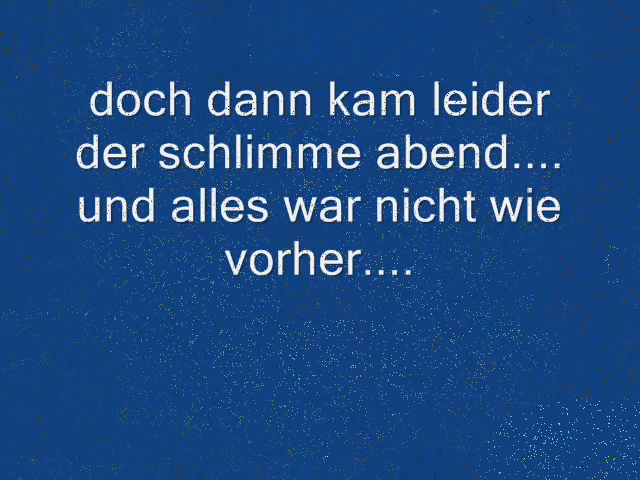 doch dann kam leider
der schlimme abend....
und alles war nicht wie
vorher....